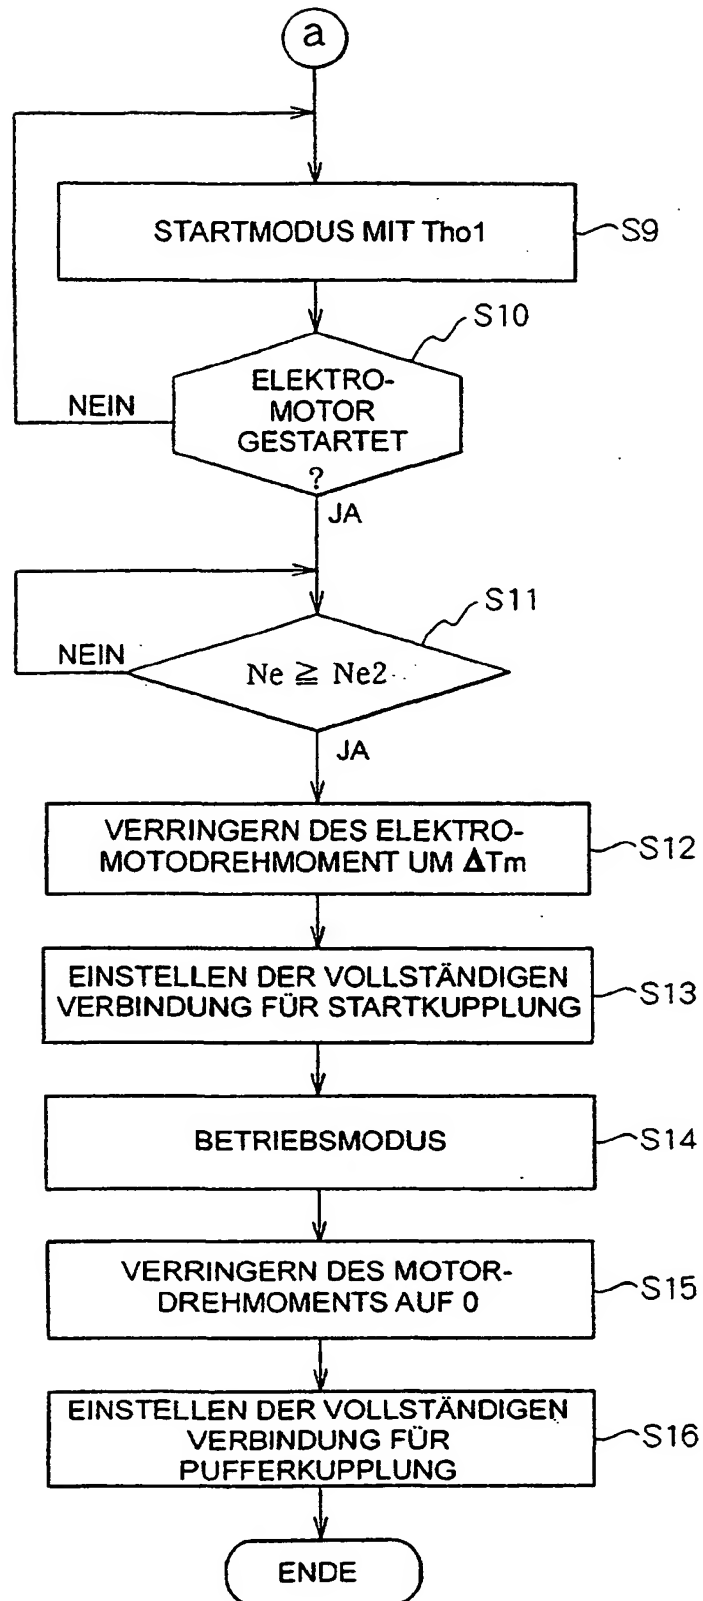 a
STARTMODUS MIT Tho1
S9
S10
ELEKTRO-
MOTOR
GESTARTET
?
NEIN
JA
S11
NEIN
Ne ≧ Ne2
JA
VERRINGERN DES ELEKTRO-
MOTODREHMOMENT UM ΔTm
S12
EINSTELLEN DER VOLLSTÄNDIGEN
VERBINDUNG FÜR STARTKUPPLUNG
S13
BETRIEBSMODUS
S14
VERRINGERN DES MOTOR-
DREHMOMENTS AUF 0
S15
EINSTELLEN DER VOLLSTÄNDIGEN
VERBINDUNG FÜR
PUFFERKUPPLUNG
S16
ENDE